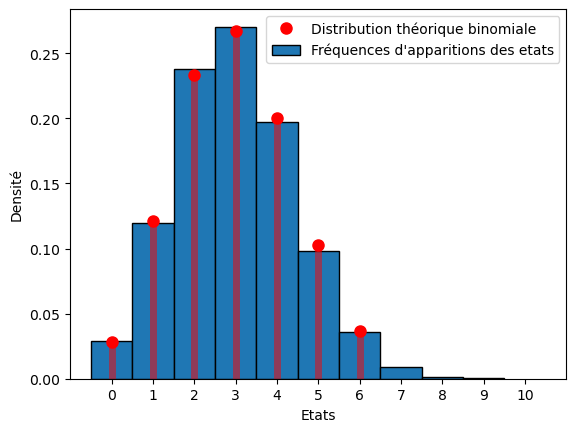 Distribution théorique binomiale
Fréquences d'apparitions des etats
Densité
0.25
0.20
0.15
0.10
0.05
0.00
0 1 2 3 4 5 6 7 8 9 10
Etats